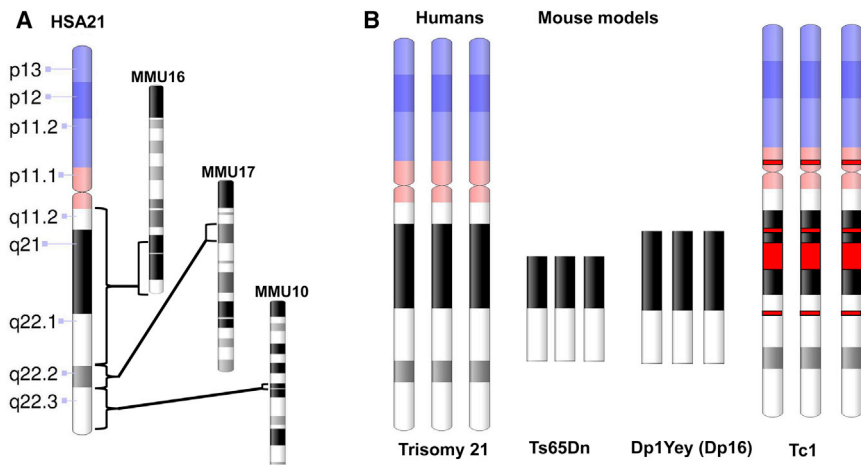 A
HSA21
p13
p12
p11.2
p11.1
q11.2
q21
q22.1
q22.2
q22.3
MMU16
MMU17
MMU10
B
Humans
Mouse models
Trisomy 21
Ts65Dn
Dp1Yey (Dp16)
Tc1